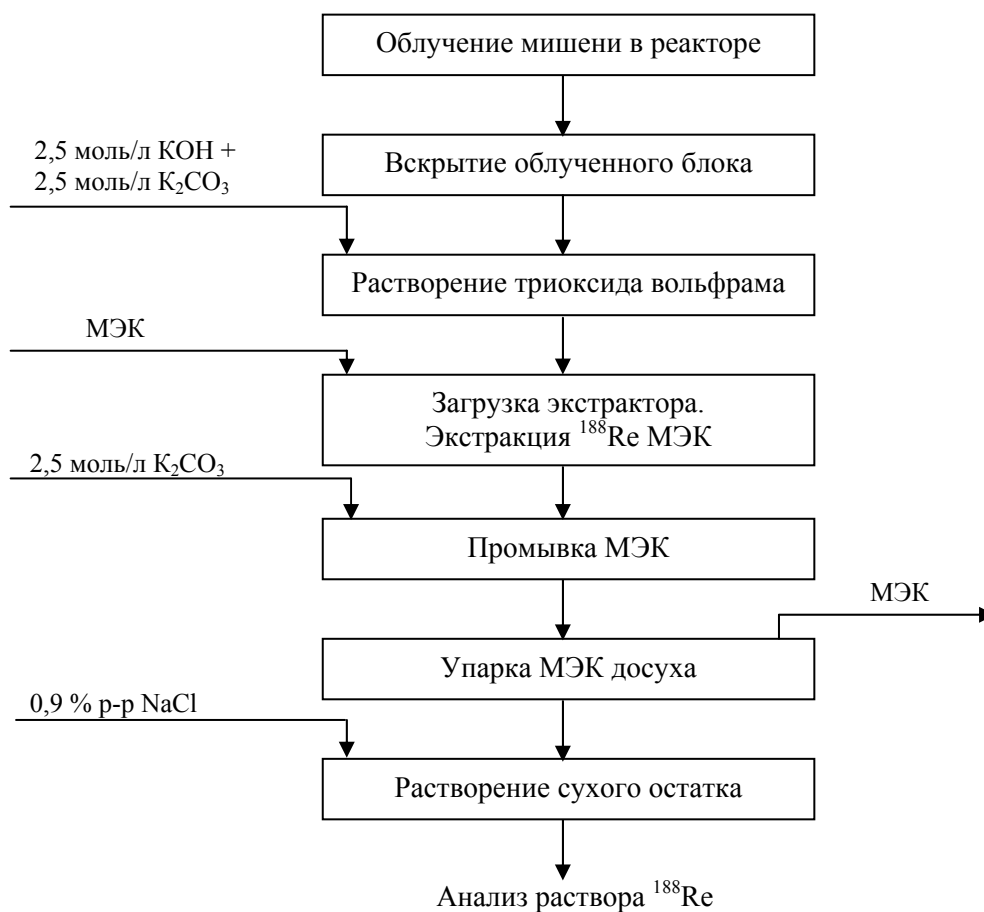 Облучение мишени в реакторе
2,5 моль/л КОН +
2,5 моль/л K₂CO₃
Вскрытие облученного блока
Растворение триоксида вольфрама
МЭК
Загрузка экстрактора.
Экстракция ¹⁸⁸Re МЭК
2,5 моль/л K₂CO₃
Промывка МЭК
МЭК
Упарка МЭК досуха
0,9 % р-р NaCl
Растворение сухого остатка
Анализ раствора ¹⁸⁸Re